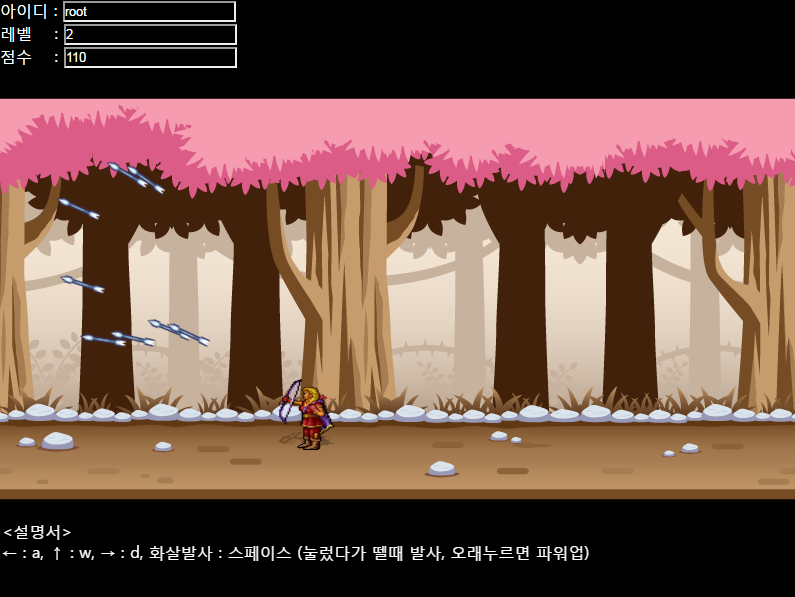 아이디 : root
레벨 : 2
점수 : 110
<설명서>
← : a, ↑ : w, → : d, 화살발사 : 스페이스 (눌렀다가 뗄때 발사, 오래누르면 파워업)